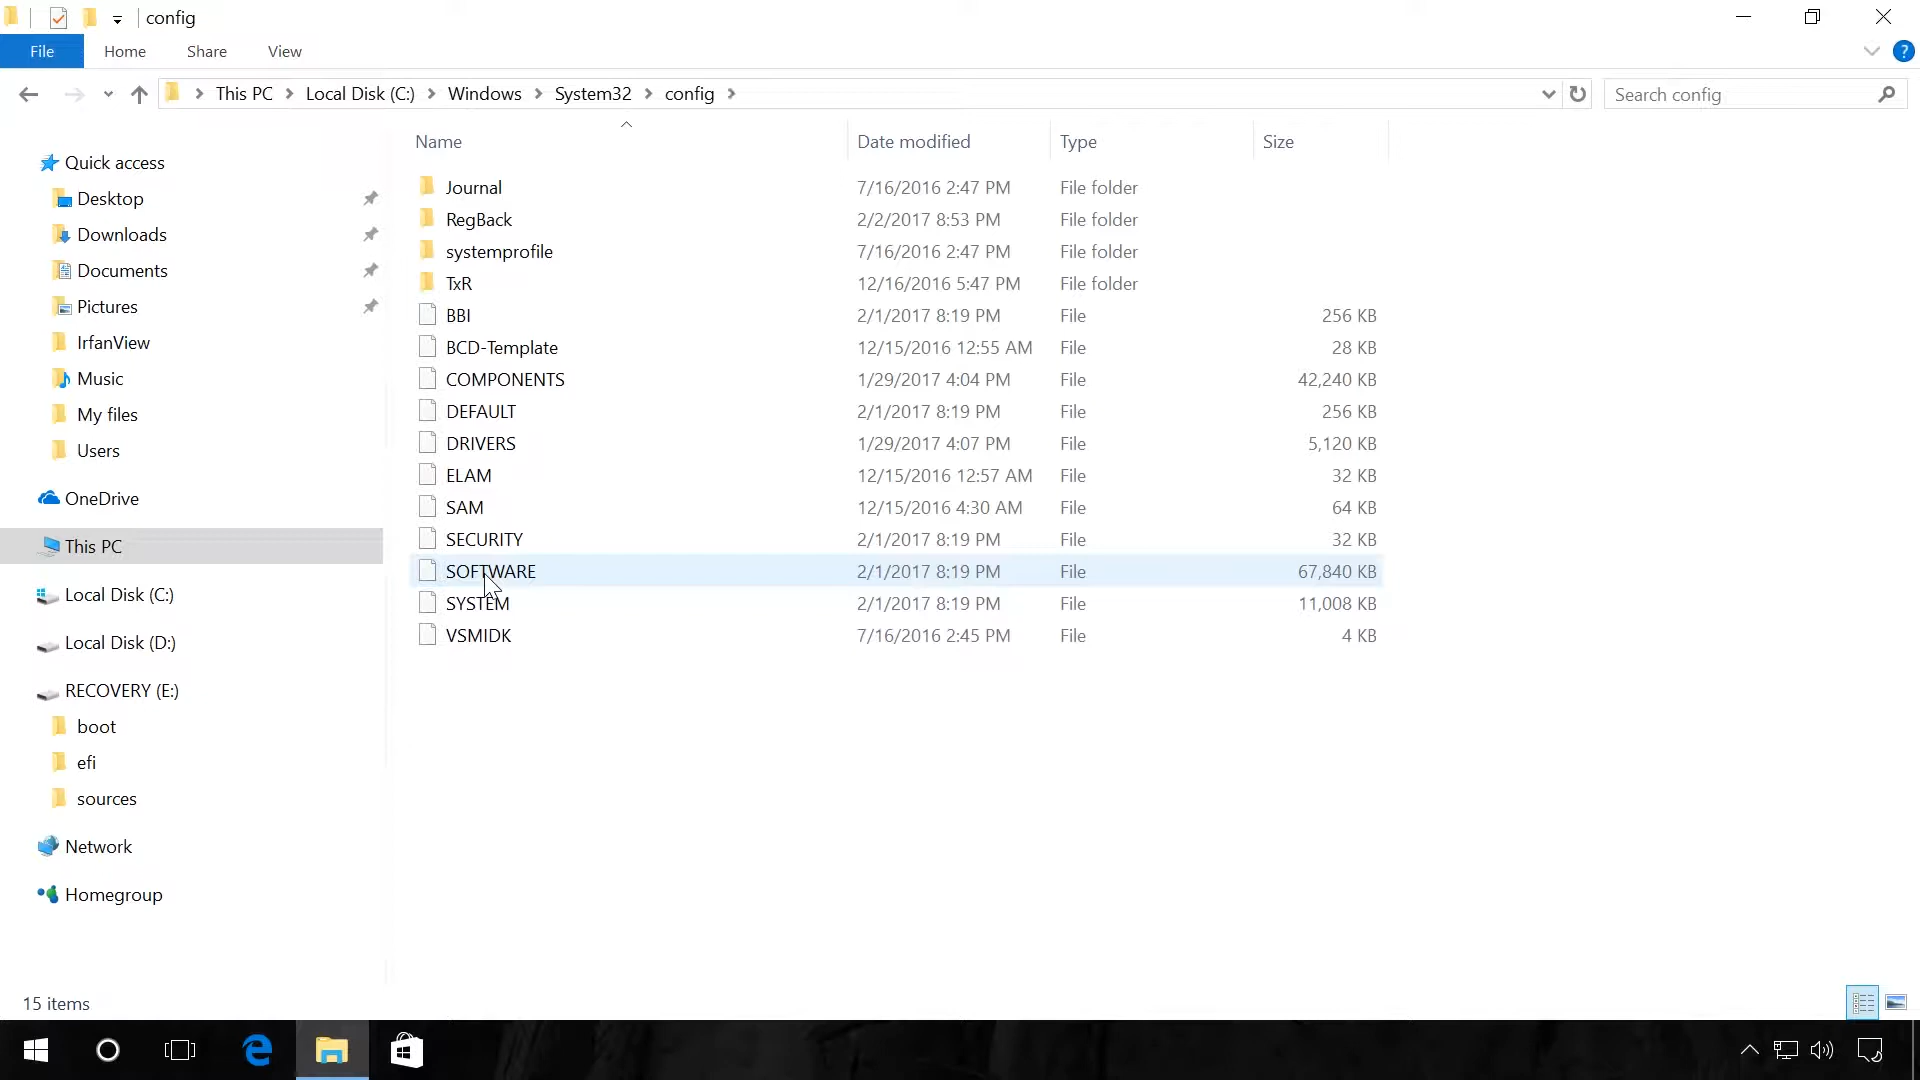 config
File Home Share View
This PC Local Disk (C:) Windows System32 config
Search config
Name Date modified Type Size
Quick access
Desktop
Downloads
Documents
Pictures
IrfanView
Music
My files
Users
OneDrive
This PC
Local Disk (C:)
Local Disk (D:)
RECOVERY (E:)
boot
efi
sources
Network
Homegroup
Journal 7/16/2016 2:47 PM File folder
RegBack 2/2/2017 8:53 PM File folder
systemprofile 7/16/2016 2:47 PM File folder
TxR 12/16/2016 5:47 PM File folder
BBI 2/1/2017 8:19 PM File 256 KB
BCD-Template 12/15/2016 12:55 AM File 28 KB
COMPONENTS 1/29/2017 4:04 PM File 42,240 KB
DEFAULT 2/1/2017 8:19 PM File 256 KB
DRIVERS 1/29/2017 4:07 PM File 5,120 KB
ELAM 12/15/2016 12:57 AM File 32 KB
SAM 12/15/2016 4:30 AM File 64 KB
SECURITY 2/1/2017 8:19 PM File 32 KB
SOFTWARE 2/1/2017 8:19 PM File 67,840 KB
SYSTEM 2/1/2017 8:19 PM File 11,008 KB
VSMIDK 7/16/2016 2:45 PM File 4 KB
15 items